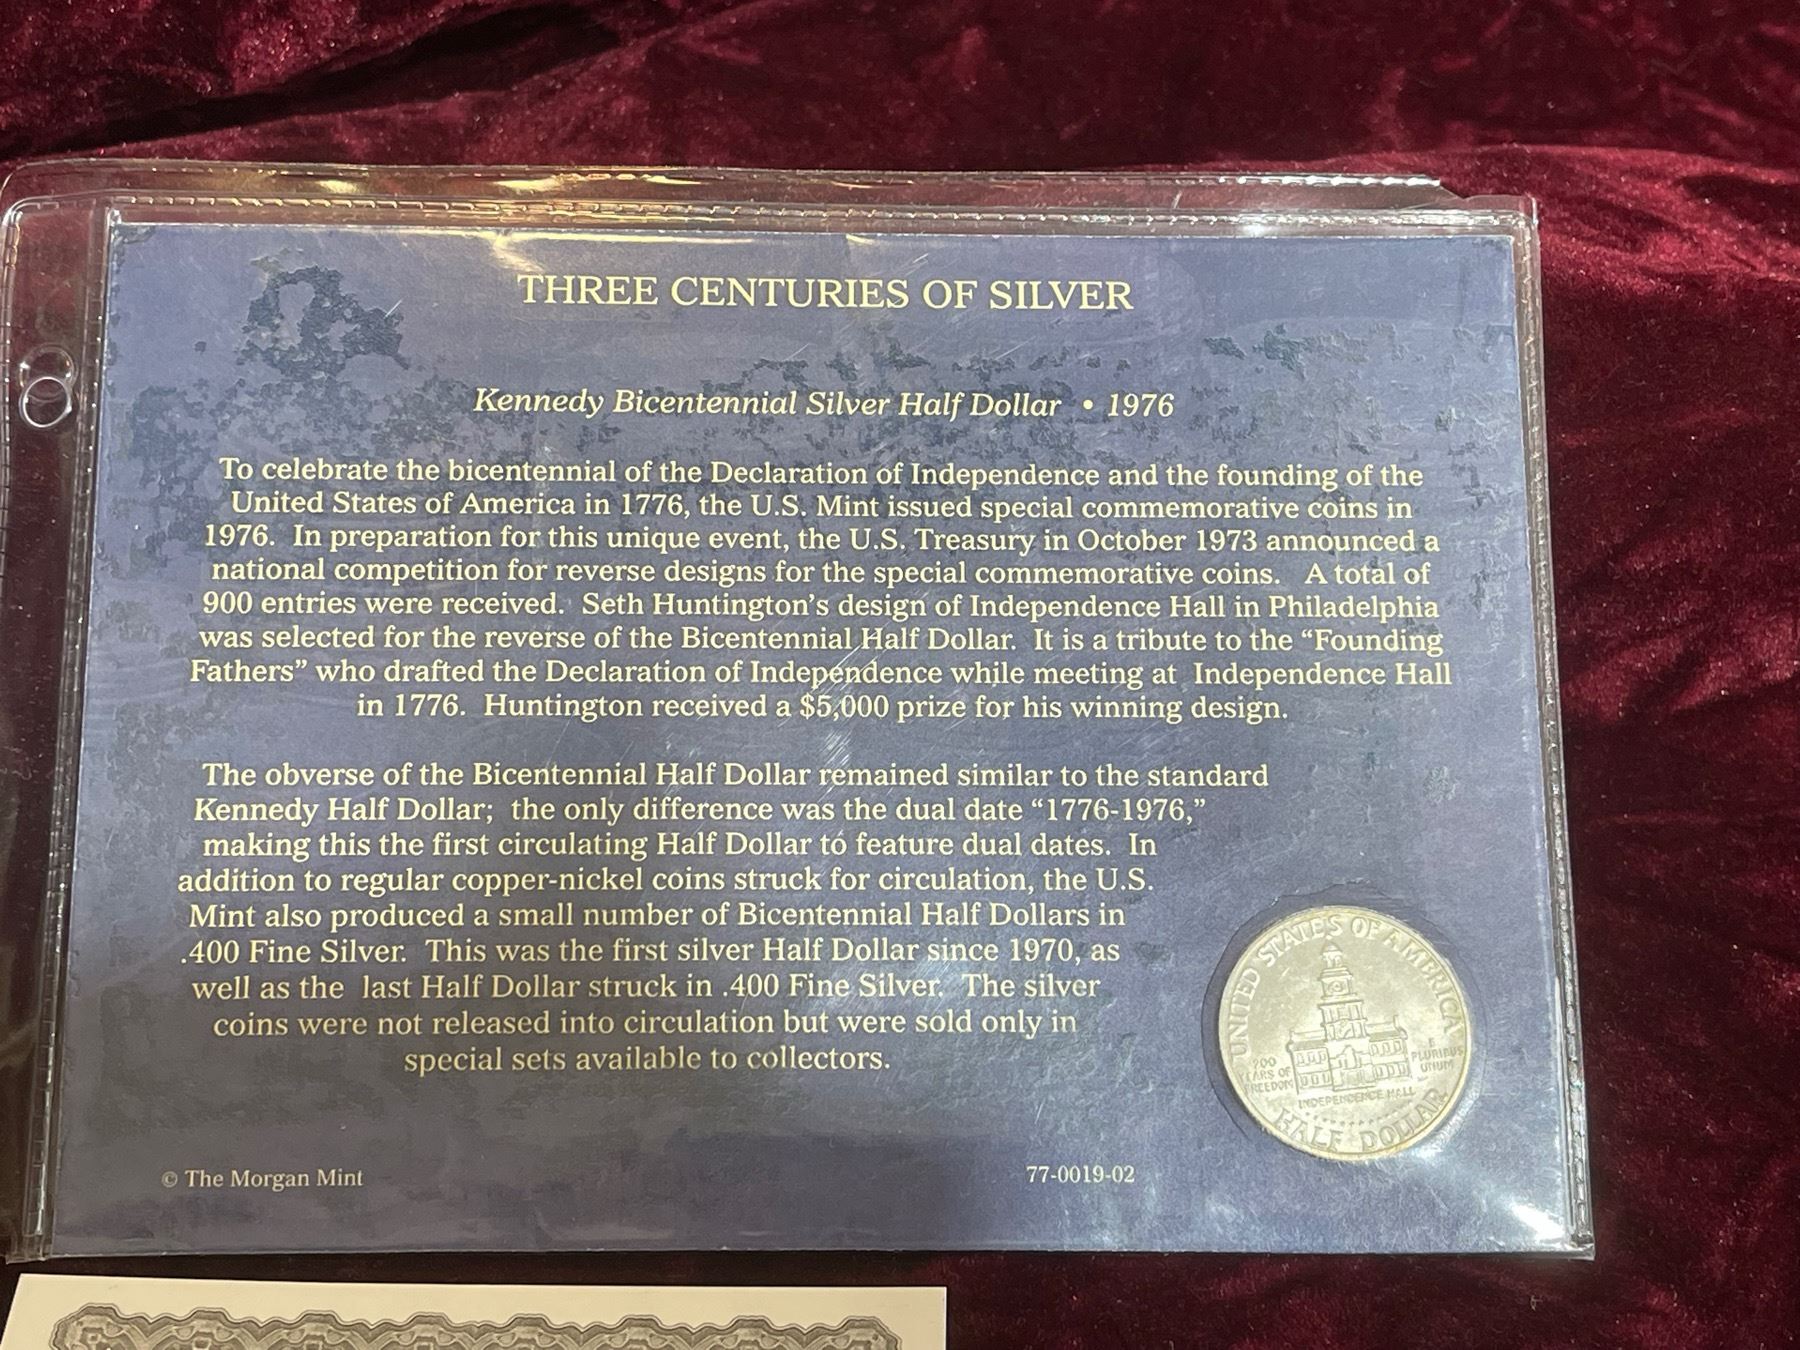 THREE CENTURIES OF SILVER
Kennedy Bicentennial Silver Half Dollar • 1976
To celebrate the bicentennial of the Declaration of Independence and the founding of the
United States of America in 1776, the U.S. Mint issued special commemorative coins in
1976. In preparation for this unique event, the U.S. Treasury in October 1973 announced a
national competition for reverse designs for the special commemorative coins. A total of
900 entries were received. Seth Huntington's design of Independence Hall in Philadelphia
was selected for the reverse of the Bicentennial Half Dollar. It is a tribute to the “Founding
Fathers” who drafted the Declaration of Independence while meeting at Independence Hall
in 1776. Huntington received a $5,000 prize for his winning design.
The obverse of the Bicentennial Half Dollar remained similar to the standard
Kennedy Half Dollar; the only difference was the dual date “1776-1976,”
making this the first circulating Half Dollar to feature dual dates. In
addition to regular copper-nickel coins struck for circulation, the U.S.
Mint also produced a small number of Bicentennial Half Dollars in
.400 Fine Silver. This was the first silver Half Dollar since 1970, as
well as the last Half Dollar struck in .400 Fine Silver. The silver
coins were not released into circulation but were sold only in
special sets available to collectors.
UNITED STATES OF AMERICA
200
YEARS OF
FREEDOM
E
PLURIBUS
UNUM
INDEPENDENCE HALL
HALF DOLLAR
© The Morgan Mint
77-0019-02